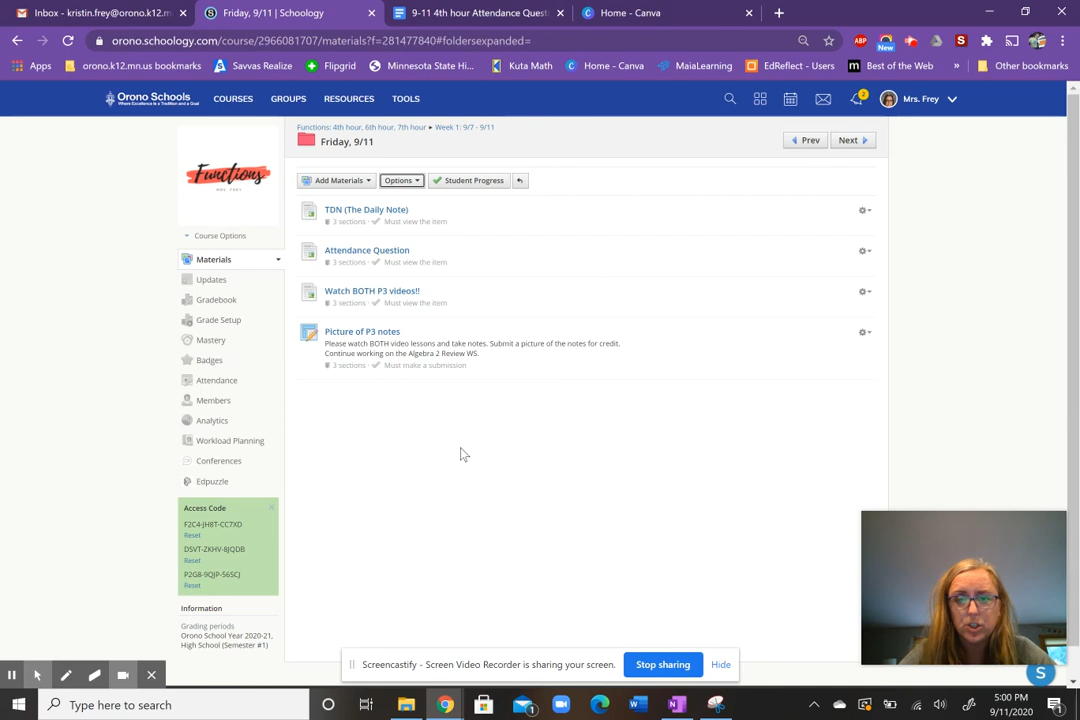 Inbox - kristin.frey@orono.k12.m
Friday, 9/11 | Schoology
9-11 4th hour Attendance Quest
Home - Canva
orono.schoology.com/course/2966081707/materials?f=281477840#foldersexpanded=
ABP
New
Apps
orono.k12.mn.us bookmarks
Savvas Realize
Flipgrid
Minnesota State Hi...
Kuta Math
Home - Canva
MaiaLearning
EdReflect - Users
Best of the Web
Other bookmarks
Orono Schools
COURSES
GROUPS
RESOURCES
TOOLS
2
Mrs. Frey
Functions
MRS. FREY
Course Options
Materials
Updates
Gradebook
Grade Setup
Mastery
Badges
Attendance
Members
Analytics
Workload Planning
Conferences
Edpuzzle
Access Code
F2C4-JH8T-CC7XD
Reset
DSVT-ZKHV-8JQDB
Reset
P2G8-9QJP-56SCJ
Reset
Information
Grading periods
Orono School Year 2020-21,
High School (Semester #1)
Functions: 4th hour, 6th hour, 7th hour ▸ Week 1: 9/7 - 9/11
Friday, 9/11
Prev
Next
Add Materials
Options
Student Progress
TDN (The Daily Note)
3 sections · Must view the item
Attendance Question
3 sections · Must view the item
Watch BOTH P3 videos!!
3 sections · Must view the item
Picture of P3 notes
Please watch BOTH video lessons and take notes. Submit a picture of the notes for credit.
Continue working on the Algebra 2 Review WS.
3 sections · Must make a submission
Screencastify - Screen Video Recorder is sharing your screen.
Stop sharing
Hide
S
Type here to search
1
5:00 PM
9/11/2020